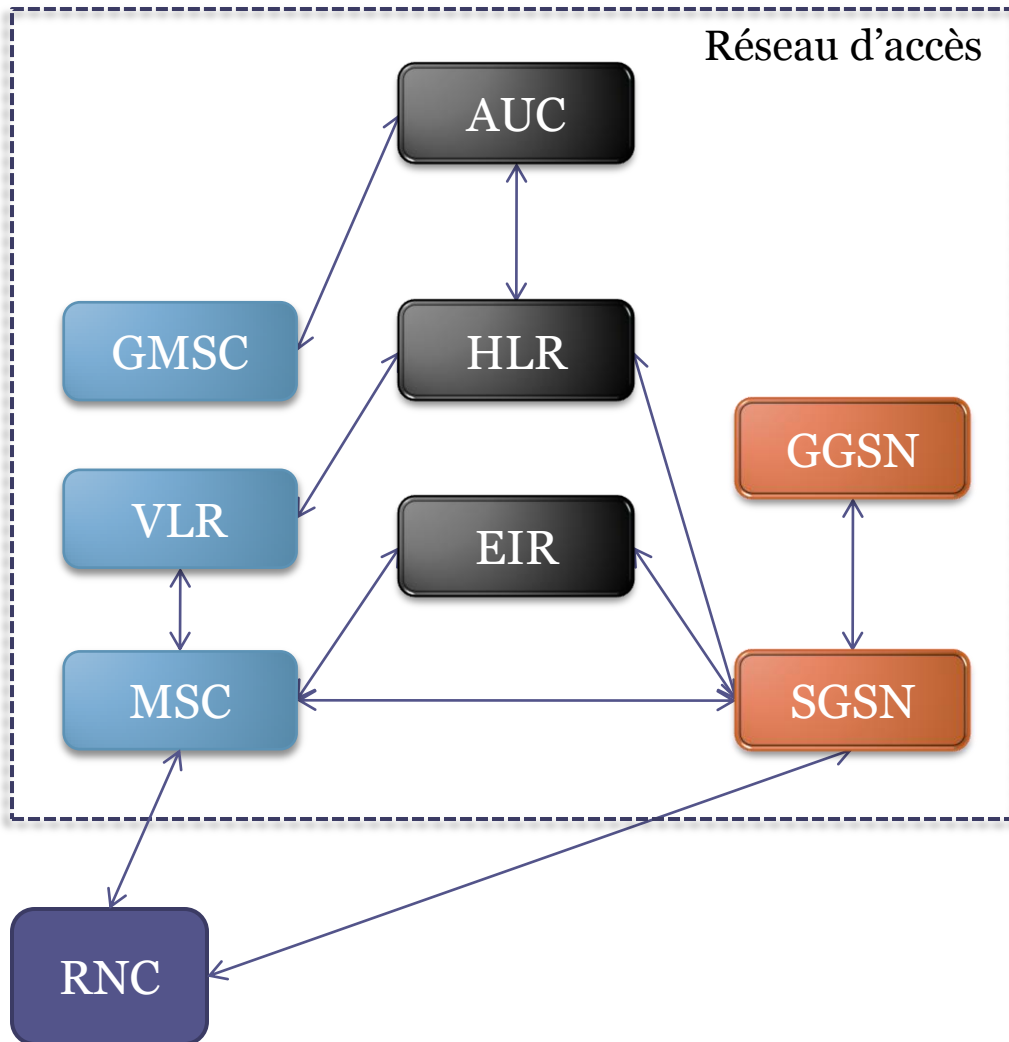 Réseau d’accès
AUC
GMSC
HLR
GGSN
VLR
EIR
MSC
SGSN
RNC